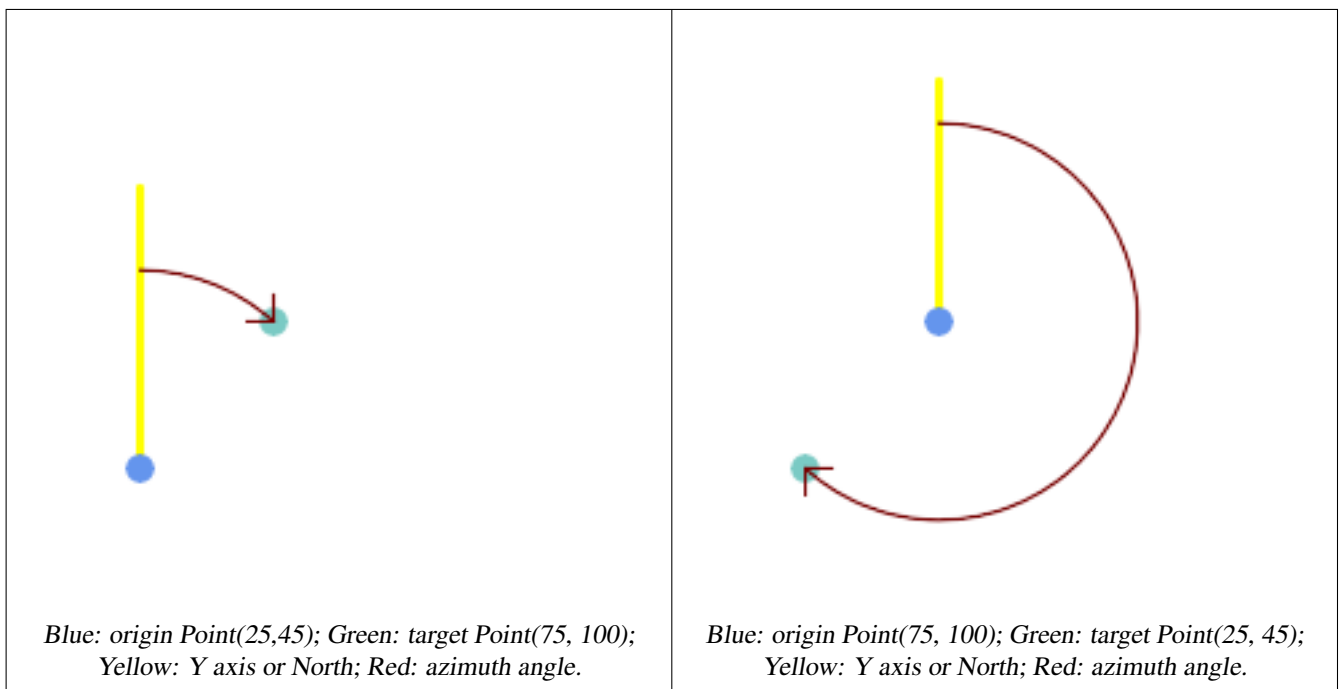 Blue: origin Point(25,45); Green: target Point(75, 100);
Yellow: Y axis or North; Red: azimuth angle.
Blue: origin Point(75, 100); Green: target Point(25, 45);
Yellow: Y axis or North; Red: azimuth angle.